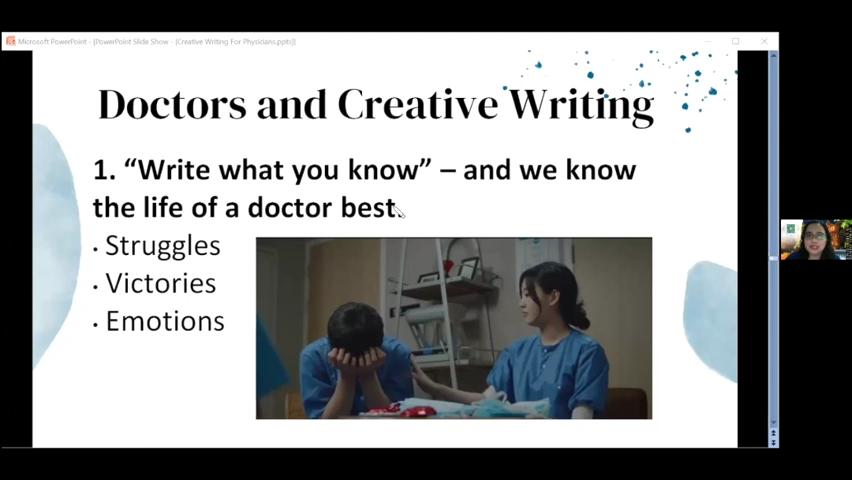 Microsoft PowerPoint - [PowerPoint Slide Show - [Creative Writing For Physicians.pptx]]
Doctors and Creative Writing
1. “Write what you know” – and we know
the life of a doctor best.
• Struggles
• Victories
• Emotions